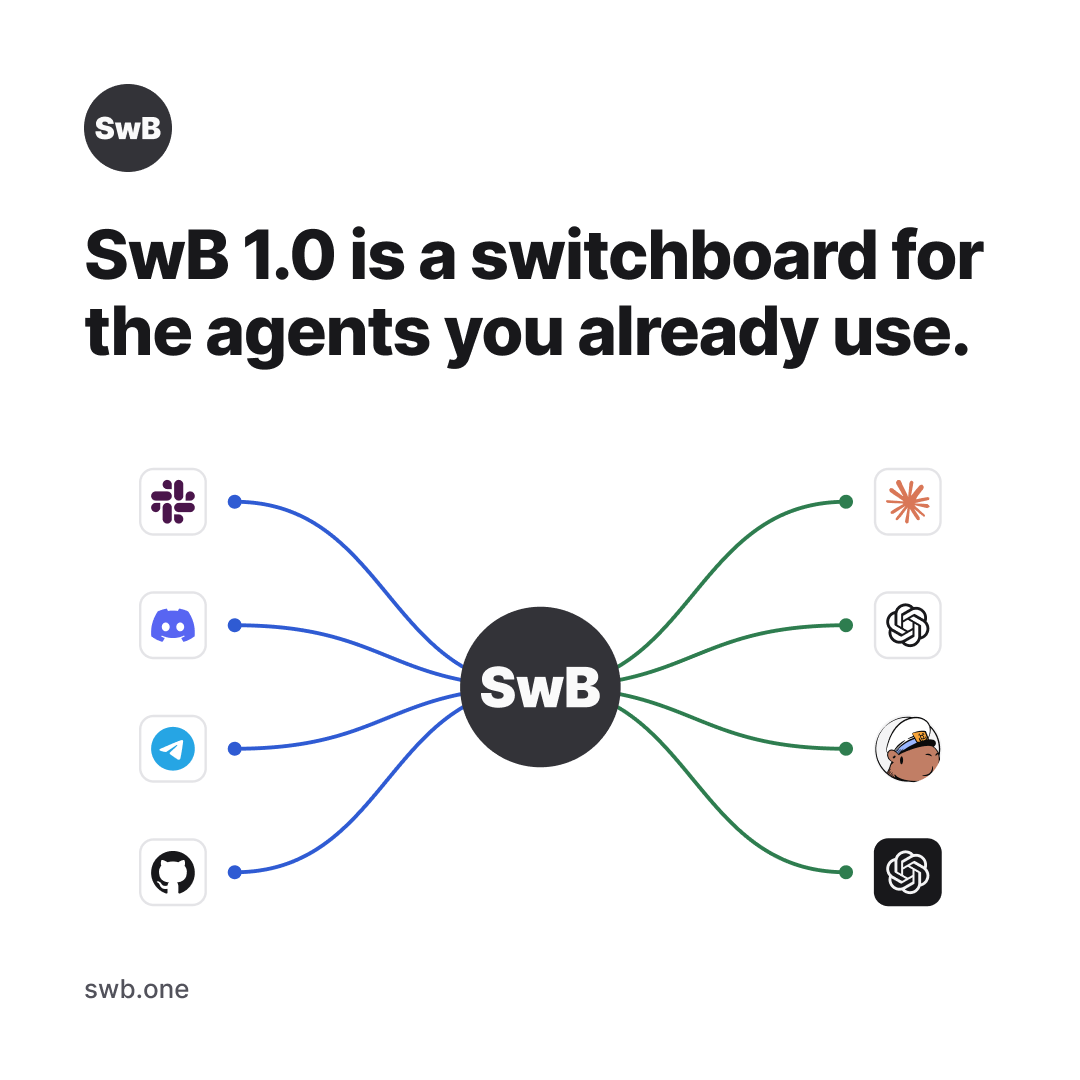 SwB
SwB 1.0 is a switchboard for
the agents you already use.
SwB
swb.one